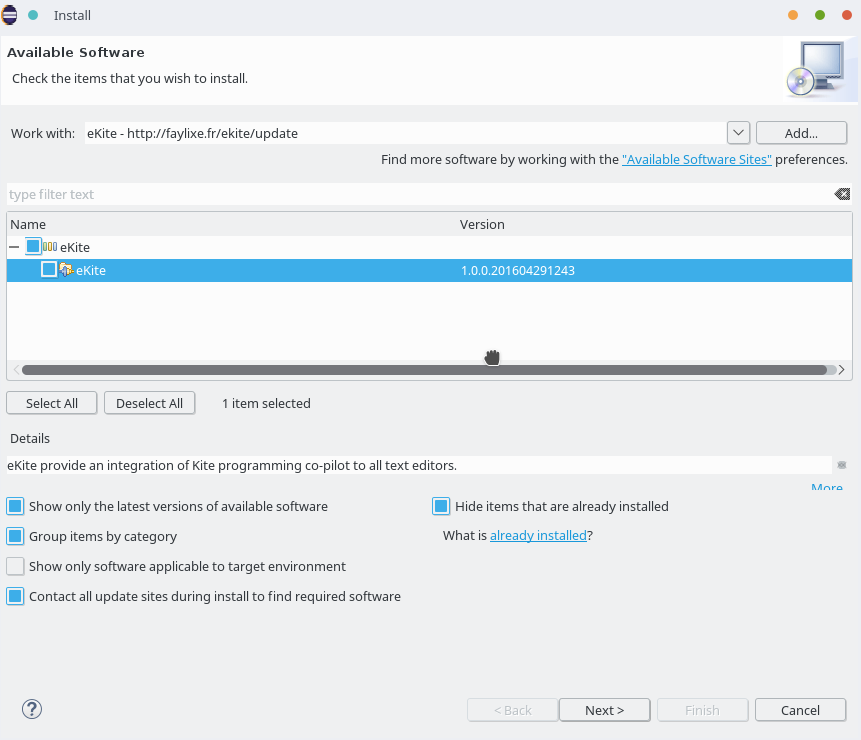 Install
Available Software
Check the items that you wish to install.
Work with: eKite - http://faylixe.fr/ekite/update Add...
Find more software by working with the "Available Software Sites" preferences.
type filter text
Name Version
eKite
eKite 1.0.0.201604291243
Select All Deselect All 1 item selected
Details
eKite provide an integration of Kite programming co-pilot to all text editors.
More...
Show only the latest versions of available software Hide items that are already installed
Group items by category What is already installed?
Show only software applicable to target environment
Contact all update sites during install to find required software
? < Back Next > Finish Cancel